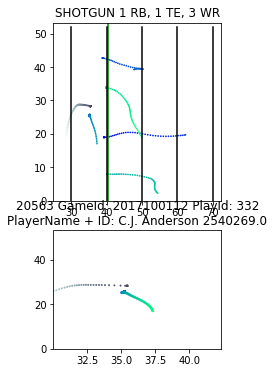 SHOTGUN 1 RB, 1 TE, 3 WR
50
40
30
20
10
0
30 40 50 60 70
20563 GameId: 2017100112 PlayId: 332
PlayerName + ID: C.J. Anderson 2540269.0
40
20
0
32.5 35.0 37.5 40.0